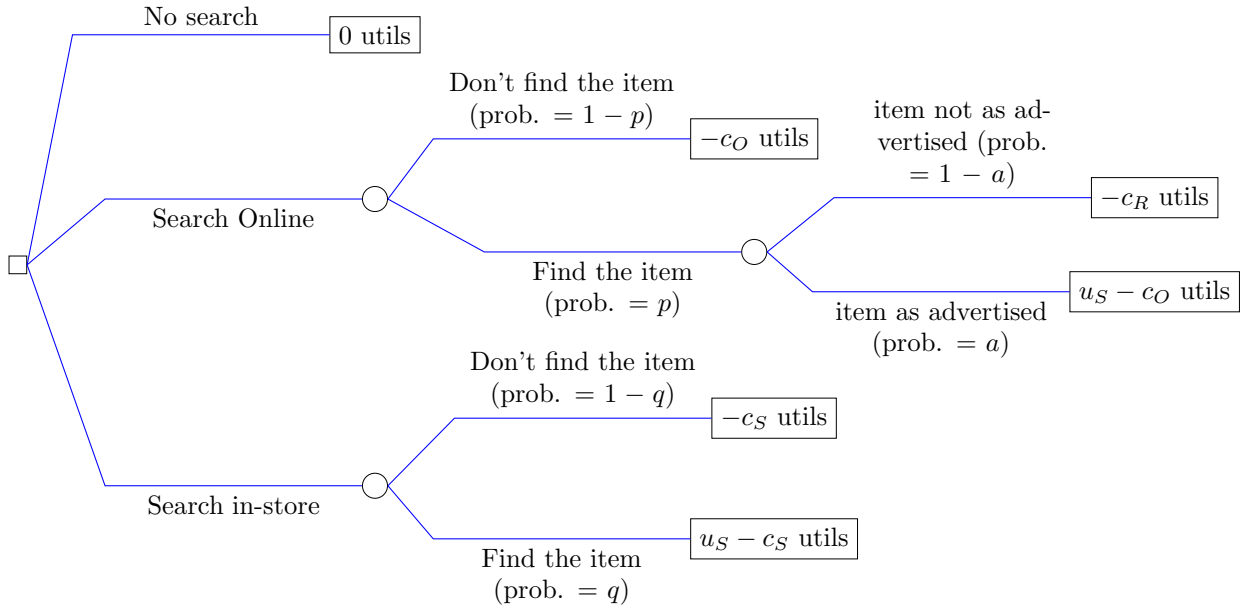 No search
0 utils
Don't find the item
(prob. = 1 − p)
−c_O utils
item not as ad-
vertised (prob.
= 1 − a)
−c_R utils
Search Online
Find the item
(prob. = p)
u_S − c_O utils
item as advertised
(prob. = a)
Don't find the item
(prob. = 1 − q)
−c_S utils
Search in-store
u_S − c_S utils
Find the item
(prob. = q)